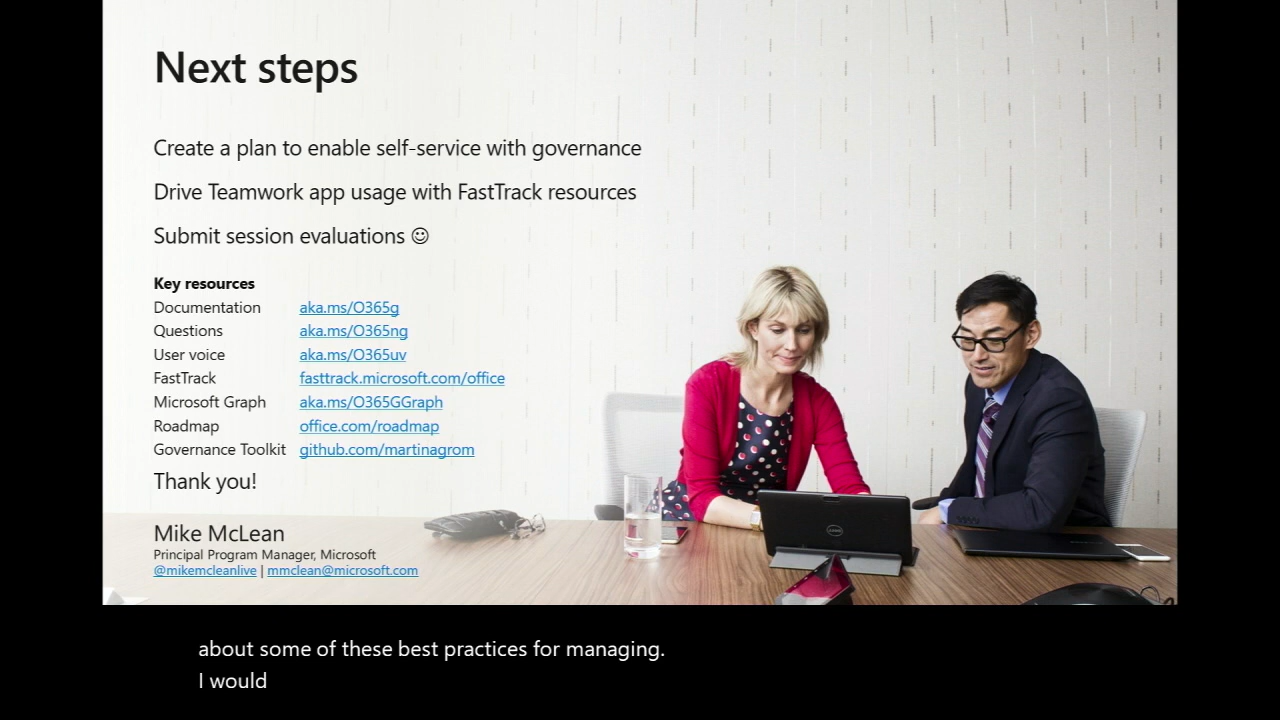 Next steps
Create a plan to enable self-service with governance
Drive Teamwork app usage with FastTrack resources
Submit session evaluations ☺
Key resources
Documentation aka.ms/O365g
Questions aka.ms/O365ng
User voice aka.ms/O365uv
FastTrack fasttrack.microsoft.com/office
Microsoft Graph aka.ms/O365GGraph
Roadmap office.com/roadmap
Governance Toolkit github.com/martinagrom
Thank you!
Mike McLean
Principal Program Manager, Microsoft
@mikemcleanlive | mmclean@microsoft.com
DELL
about some of these best practices for managing.
I would